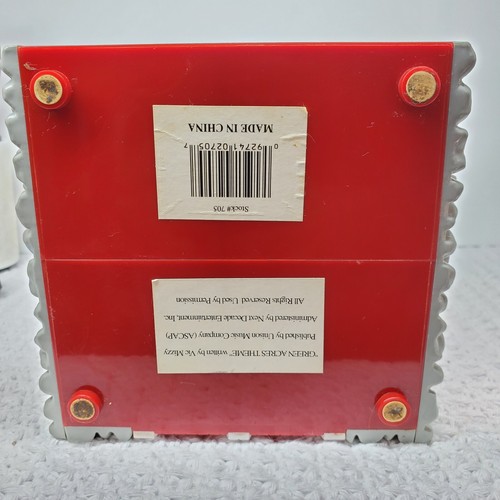 "GREEN ACRES THEME", written by Vic Mizzy
Published by Unison Music Company (ASCAP)
Administered by Next Decade Entertainment, Inc.
All Rights Reserved Used by Permission
Stock# 705
0 92741 02705 7
MADE IN CHINA